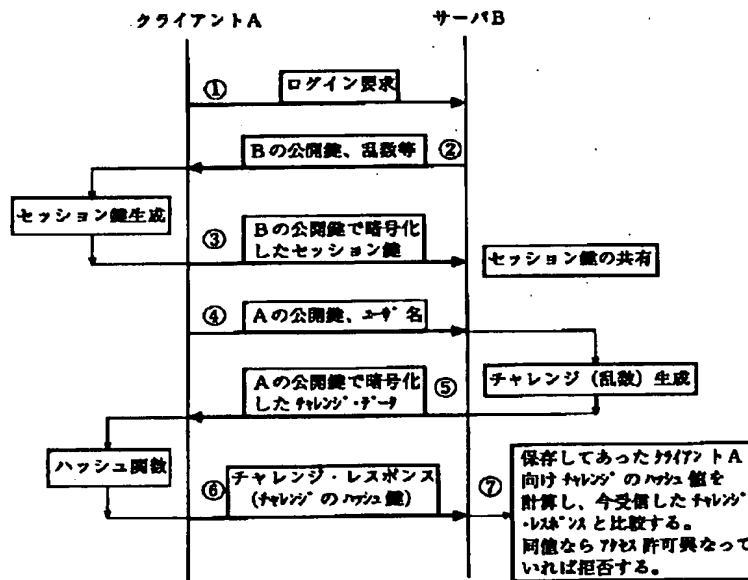 クライアントA
サーバB
①
ログイン要求
Bの公開鍵、乱数等
②
セッション鍵生成
③
Bの公開鍵で暗号化
したセッション鍵
セッション鍵の共有
④
Aの公開鍵、ユーザ名
チャレンジ(乱数)生成
Aの公開鍵で暗号化
したチャレンジ・データ
⑤
ハッシュ関数
⑥
チャレンジ・レスポンス
(チャレンジのハッシュ鍵)
⑦
保存してあったクライアントA
向けチャレンジのハッシュ値を
計算し、今受信したチャレンジ
・レスポンスと比較する。
同値ならアクセス許可異なって
いれば拒否する。